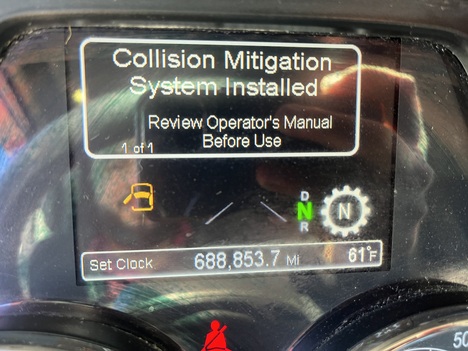 Collision Mitigation
System Installed
Review Operator's Manual
Before Use
1 of 1
D
N
R
N
Set Clock 688,853.7 Mi 61°F
50